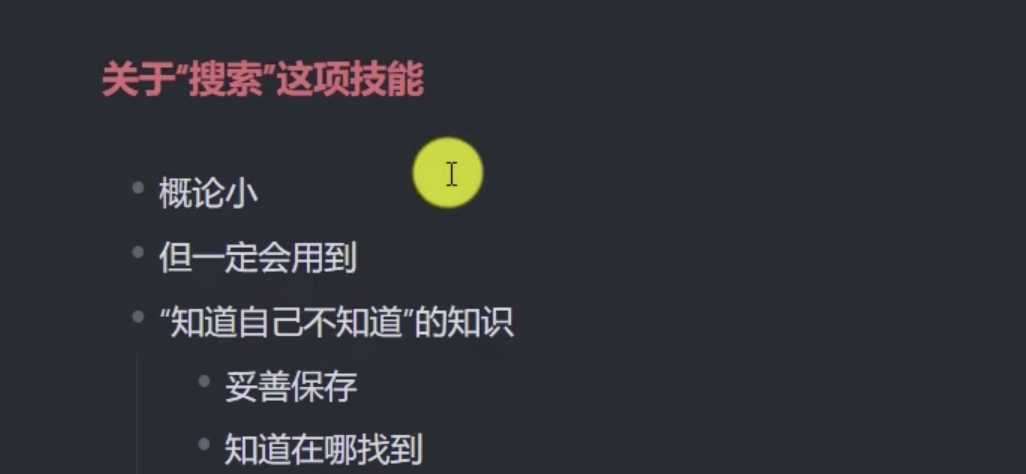 关于“搜索”这项技能
概论小
但一定会用到
“知道自己不知道”的知识
妥善保存
知道在哪找到